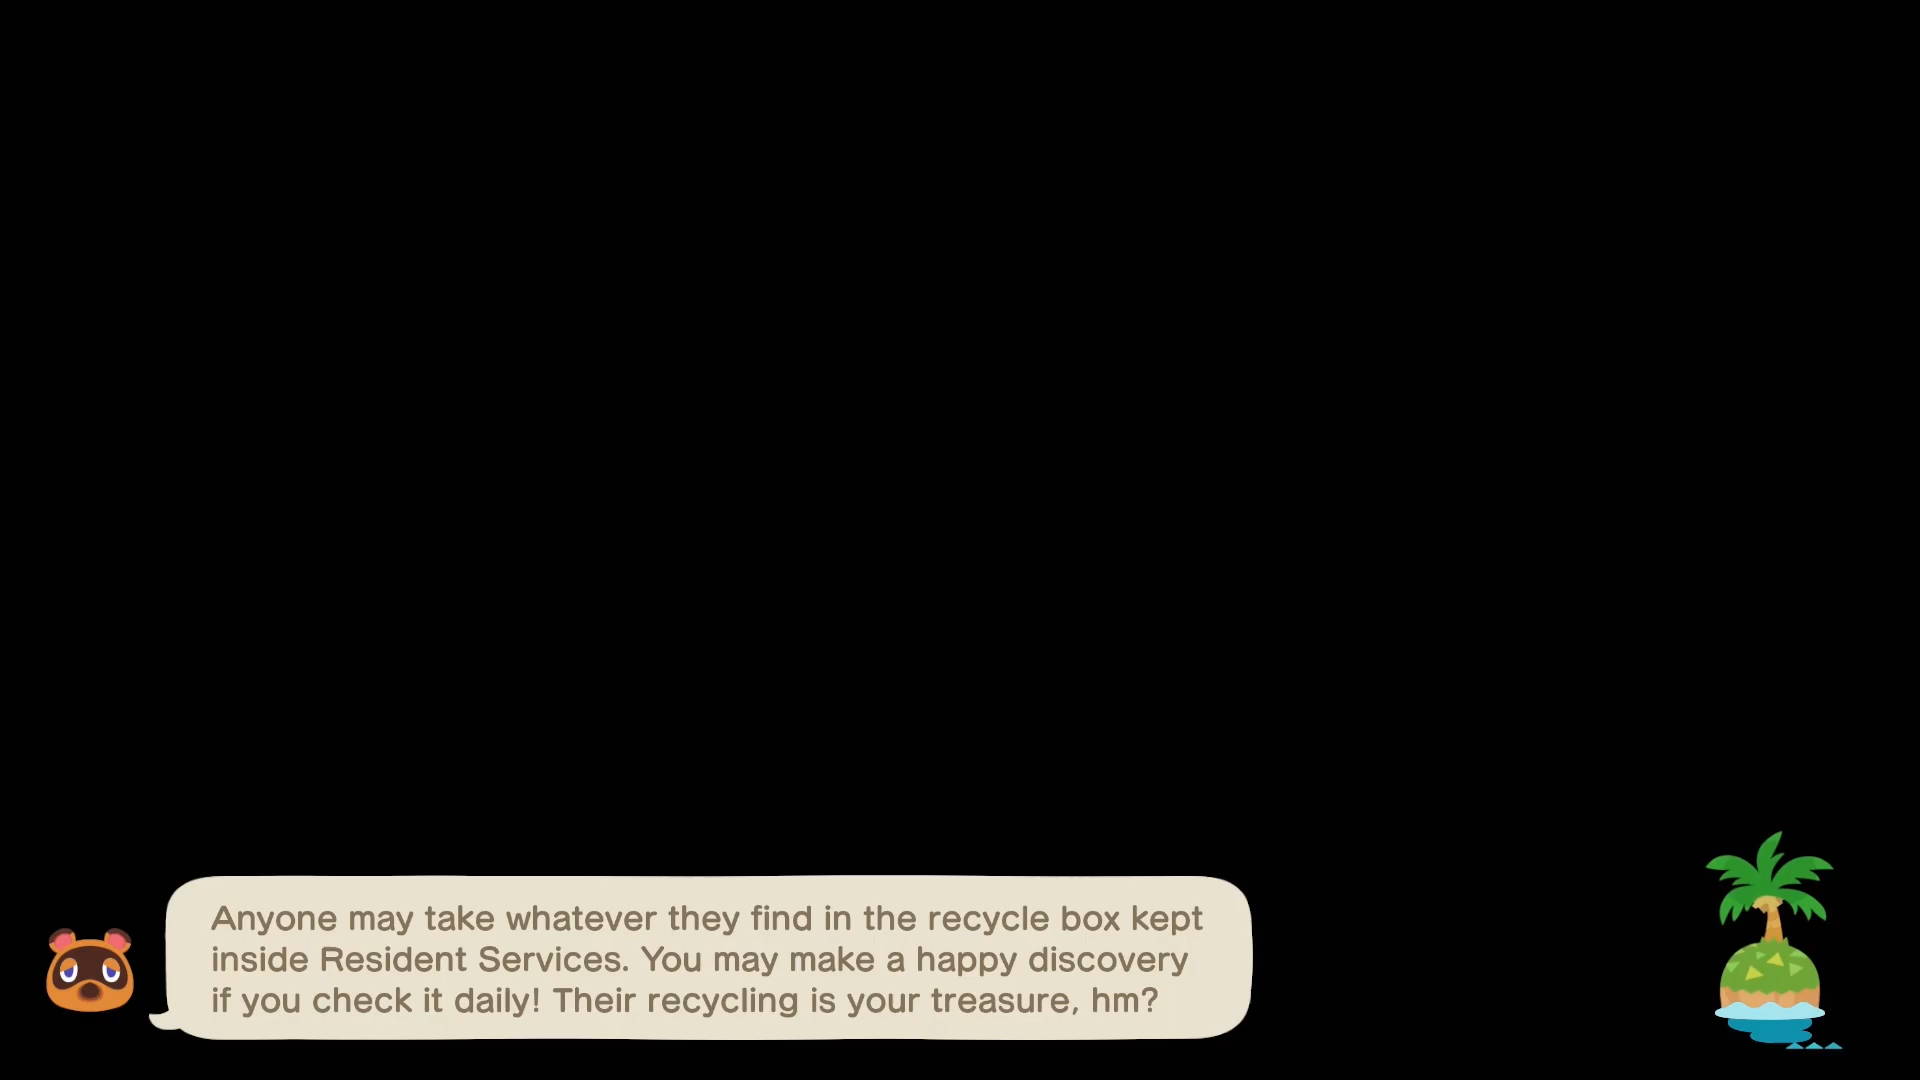 Anyone may take whatever they find in the recycle box kept
inside Resident Services. You may make a happy discovery
if you check it daily! Their recycling is your treasure, hm?